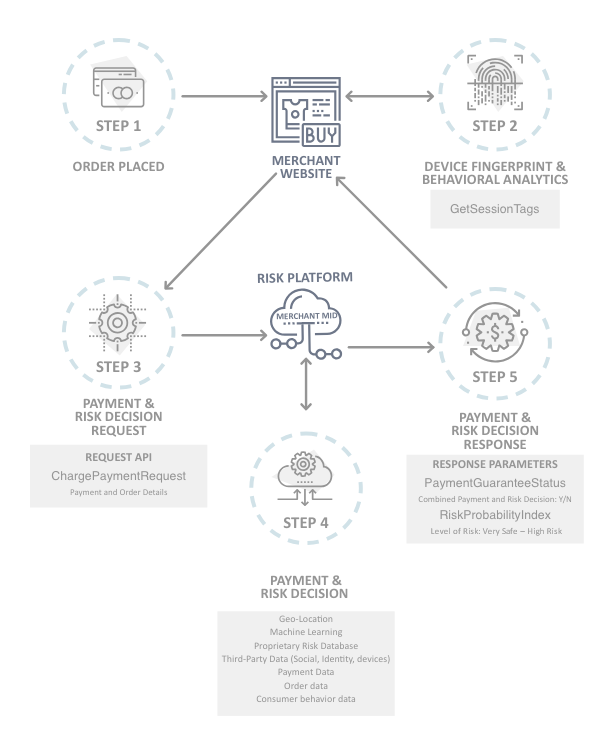 STEP 1
ORDER PLACED
BUY
MERCHANT
WEBSITE
STEP 2
DEVICE FINGERPRINT &
BEHAVIORAL ANALYTICS
GetSessionTags
STEP 3
PAYMENT &
RISK DECISION
REQUEST
REQUEST API
ChargePaymentRequest
Payment and Order Details
RISK PLATFORM
MERCHANT MID
STEP 4
PAYMENT &
RISK DECISION
Geo-Location
Machine Learning
Proprietary Risk Database
Third-Party Data (Social, Identity, devices)
Payment Data
Order data
Consumer behavior data
$
STEP 5
PAYMENT &
RISK DECISION
RESPONSE
RESPONSE PARAMETERS
PaymentGuaranteeStatus
Combined Payment and Risk Decision: Y/N
RiskProbabilityIndex
Level of Risk: Very Safe – High Risk